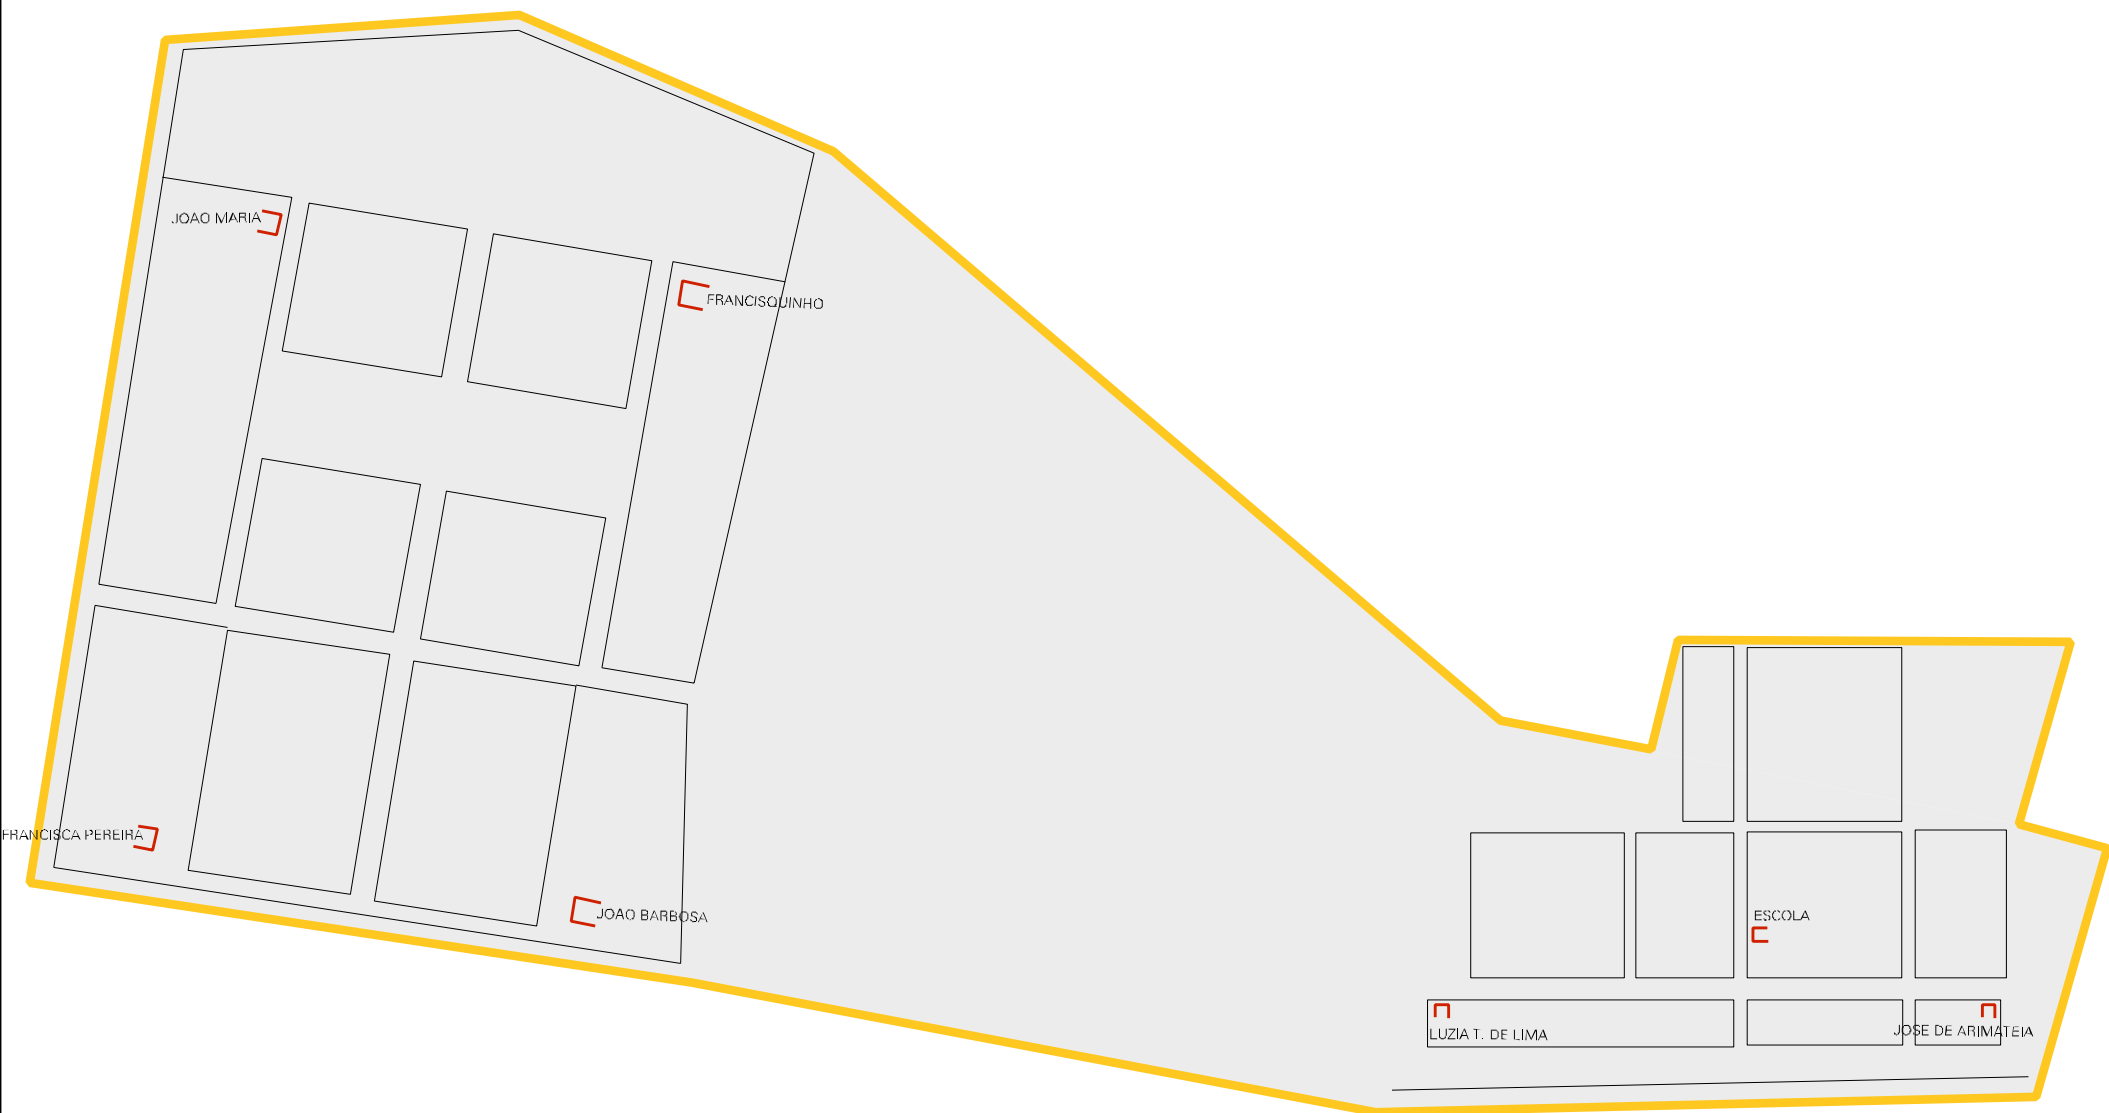 JOAO MARIA
FRANCISQUINHO
FRANCISCA PEREIRA
JOAO BARBOSA
ESCOLA
LUZIA T. DE LIMA
JOSE DE ARIMATEIA